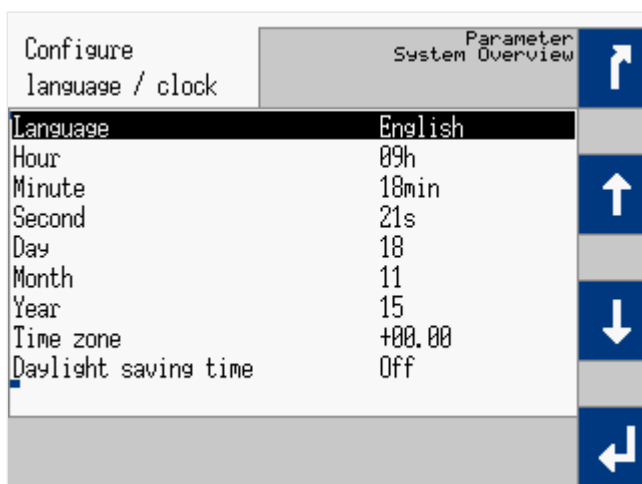 Configure
language / clock
Parameter
System Overview
Language English
Hour 09h
Minute 18min
Second 21s
Day 18
Month 11
Year 15
Time zone +00.00
Daylight saving time Off